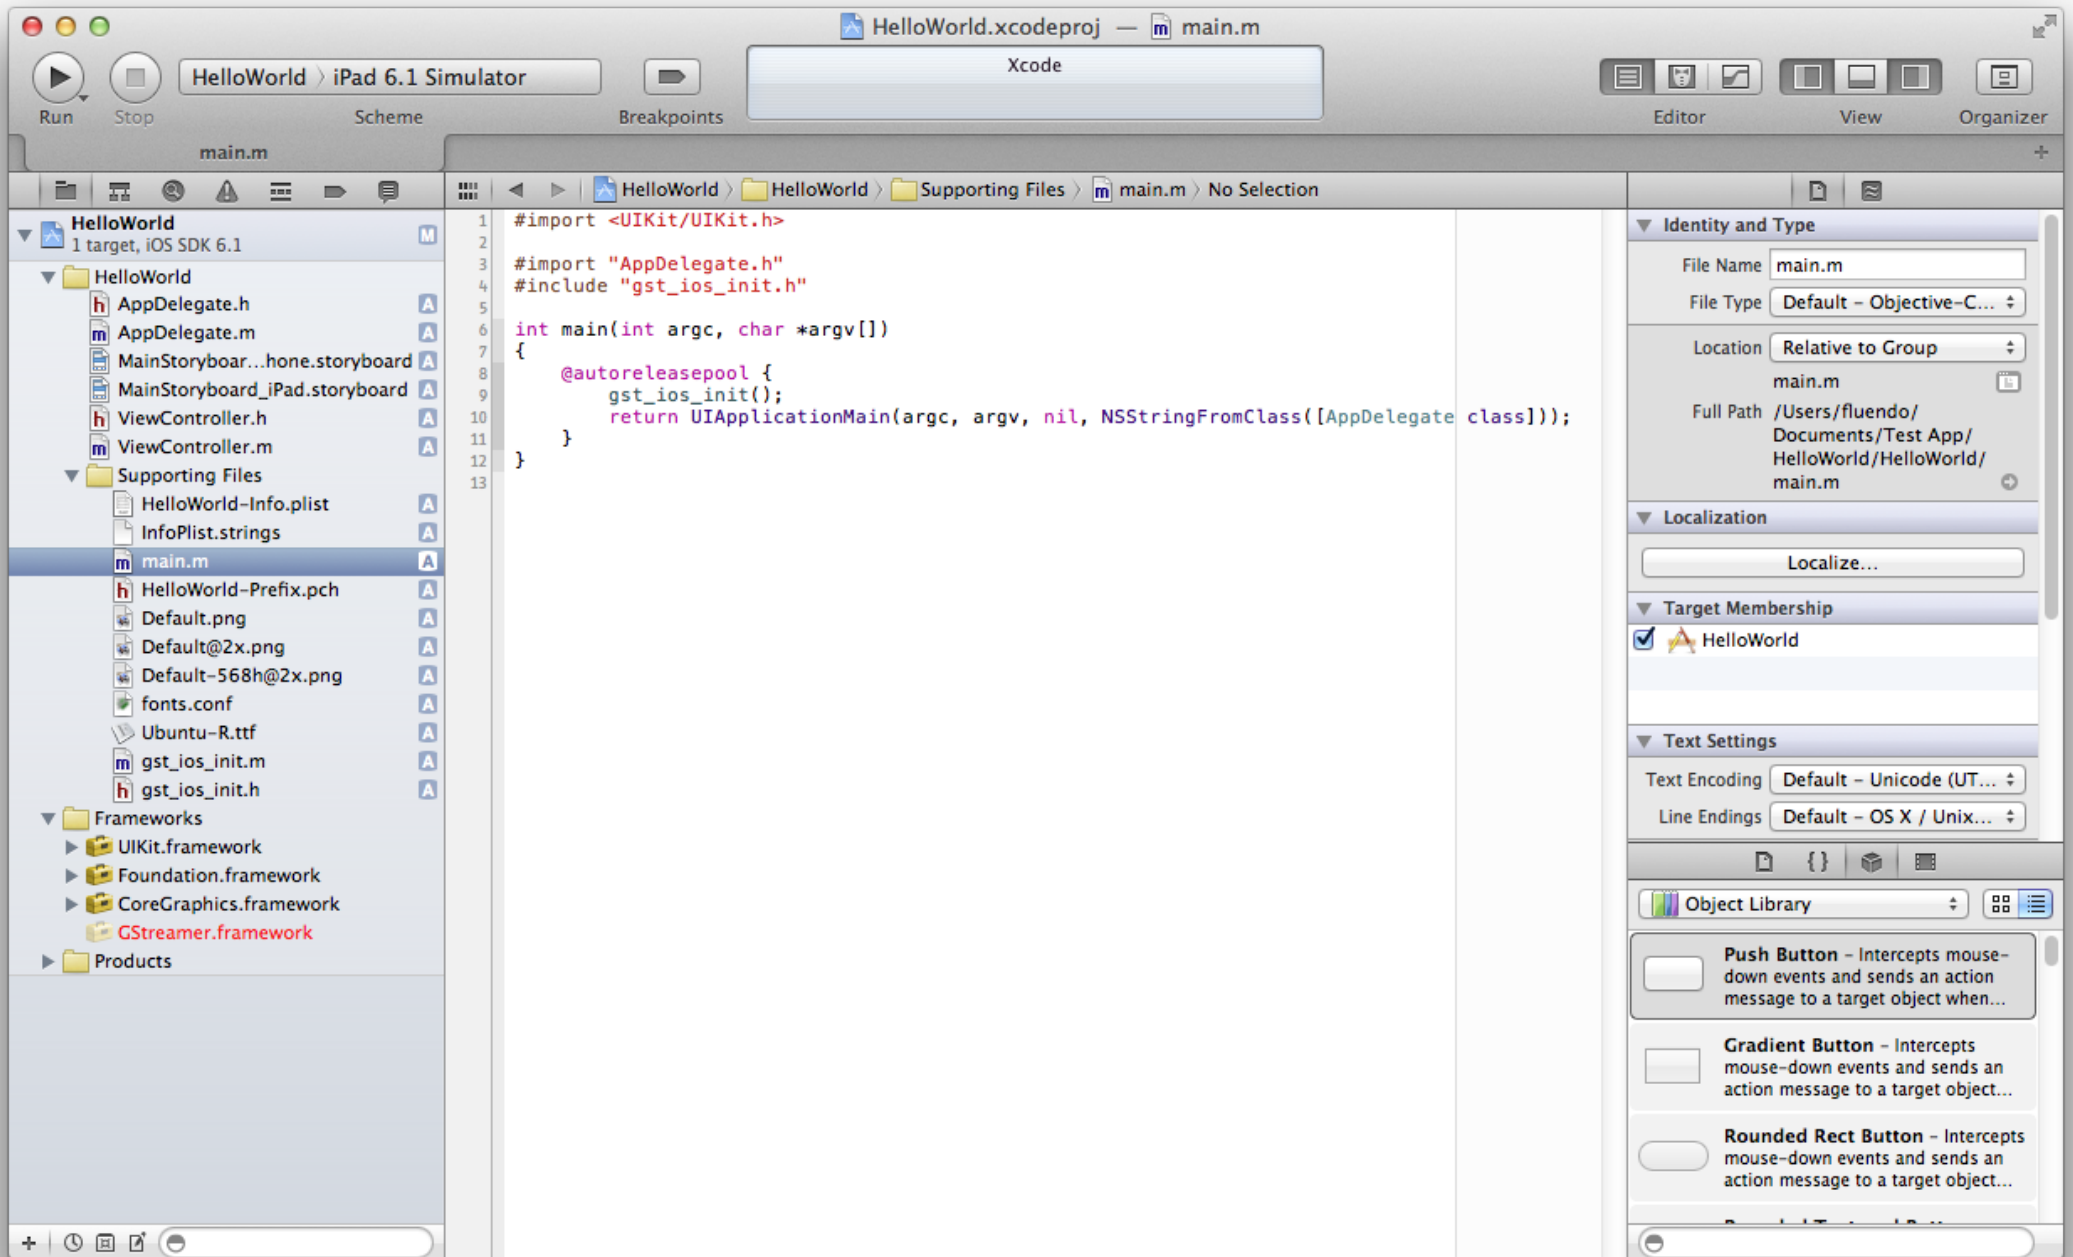 HelloWorld.xcodeproj — main.m
HelloWorld iPad 6.1 Simulator
Xcode
Run
Stop
Scheme
Breakpoints
Editor
View
Organizer
main.m
HelloWorld HelloWorld Supporting Files main.m No Selection
HelloWorld
1 target, iOS SDK 6.1
M
HelloWorld
AppDelegate.h A
AppDelegate.m A
MainStoryboar...hone.storyboard A
MainStoryboard_iPad.storyboard A
ViewController.h A
ViewController.m A
Supporting Files
HelloWorld-Info.plist A
InfoPlist.strings A
main.m A
HelloWorld-Prefix.pch A
Default.png A
Default@2x.png A
Default-568h@2x.png A
fonts.conf A
Ubuntu-R.ttf A
gst_ios_init.m A
gst_ios_init.h A
Frameworks
UIKit.framework
Foundation.framework
CoreGraphics.framework
GStreamer.framework
Products
1 #import <UIKit/UIKit.h>
2
3 #import "AppDelegate.h"
4 #include "gst_ios_init.h"
5
6 int main(int argc, char *argv[])
7 {
8 @autoreleasepool {
9 gst_ios_init();
10 return UIApplicationMain(argc, argv, nil, NSStringFromClass([AppDelegate class]));
11 }
12 }
13
Identity and Type
File Name main.m
File Type Default - Objective-C...
Location Relative to Group
main.m
Full Path /Users/fluendo/
Documents/Test App/
HelloWorld/HelloWorld/
main.m
Localization
Localize...
Target Membership
HelloWorld
Text Settings
Text Encoding Default - Unicode (UT...
Line Endings Default - OS X / Unix...
{ }
Object Library
Push Button - Intercepts mouse-
down events and sends an action
message to a target object when...
Gradient Button - Intercepts
mouse-down events and sends an
action message to a target object...
Rounded Rect Button - Intercepts
mouse-down events and sends an
action message to a target object...